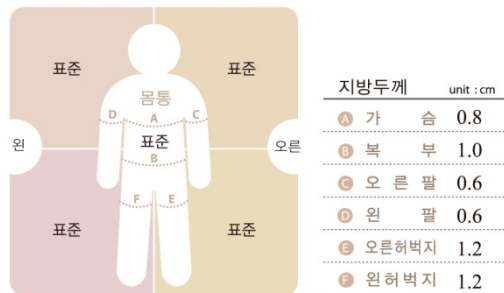 표준 표준
몸통
D A C
왼 표준 오른
B
F E
표준 표준
지방두께 unit : cm
A 가 슴 0.8
B 복 부 1.0
C 오 른 팔 0.6
D 왼 팔 0.6
E 오른허벅지 1.2
F 왼허벅지 1.2